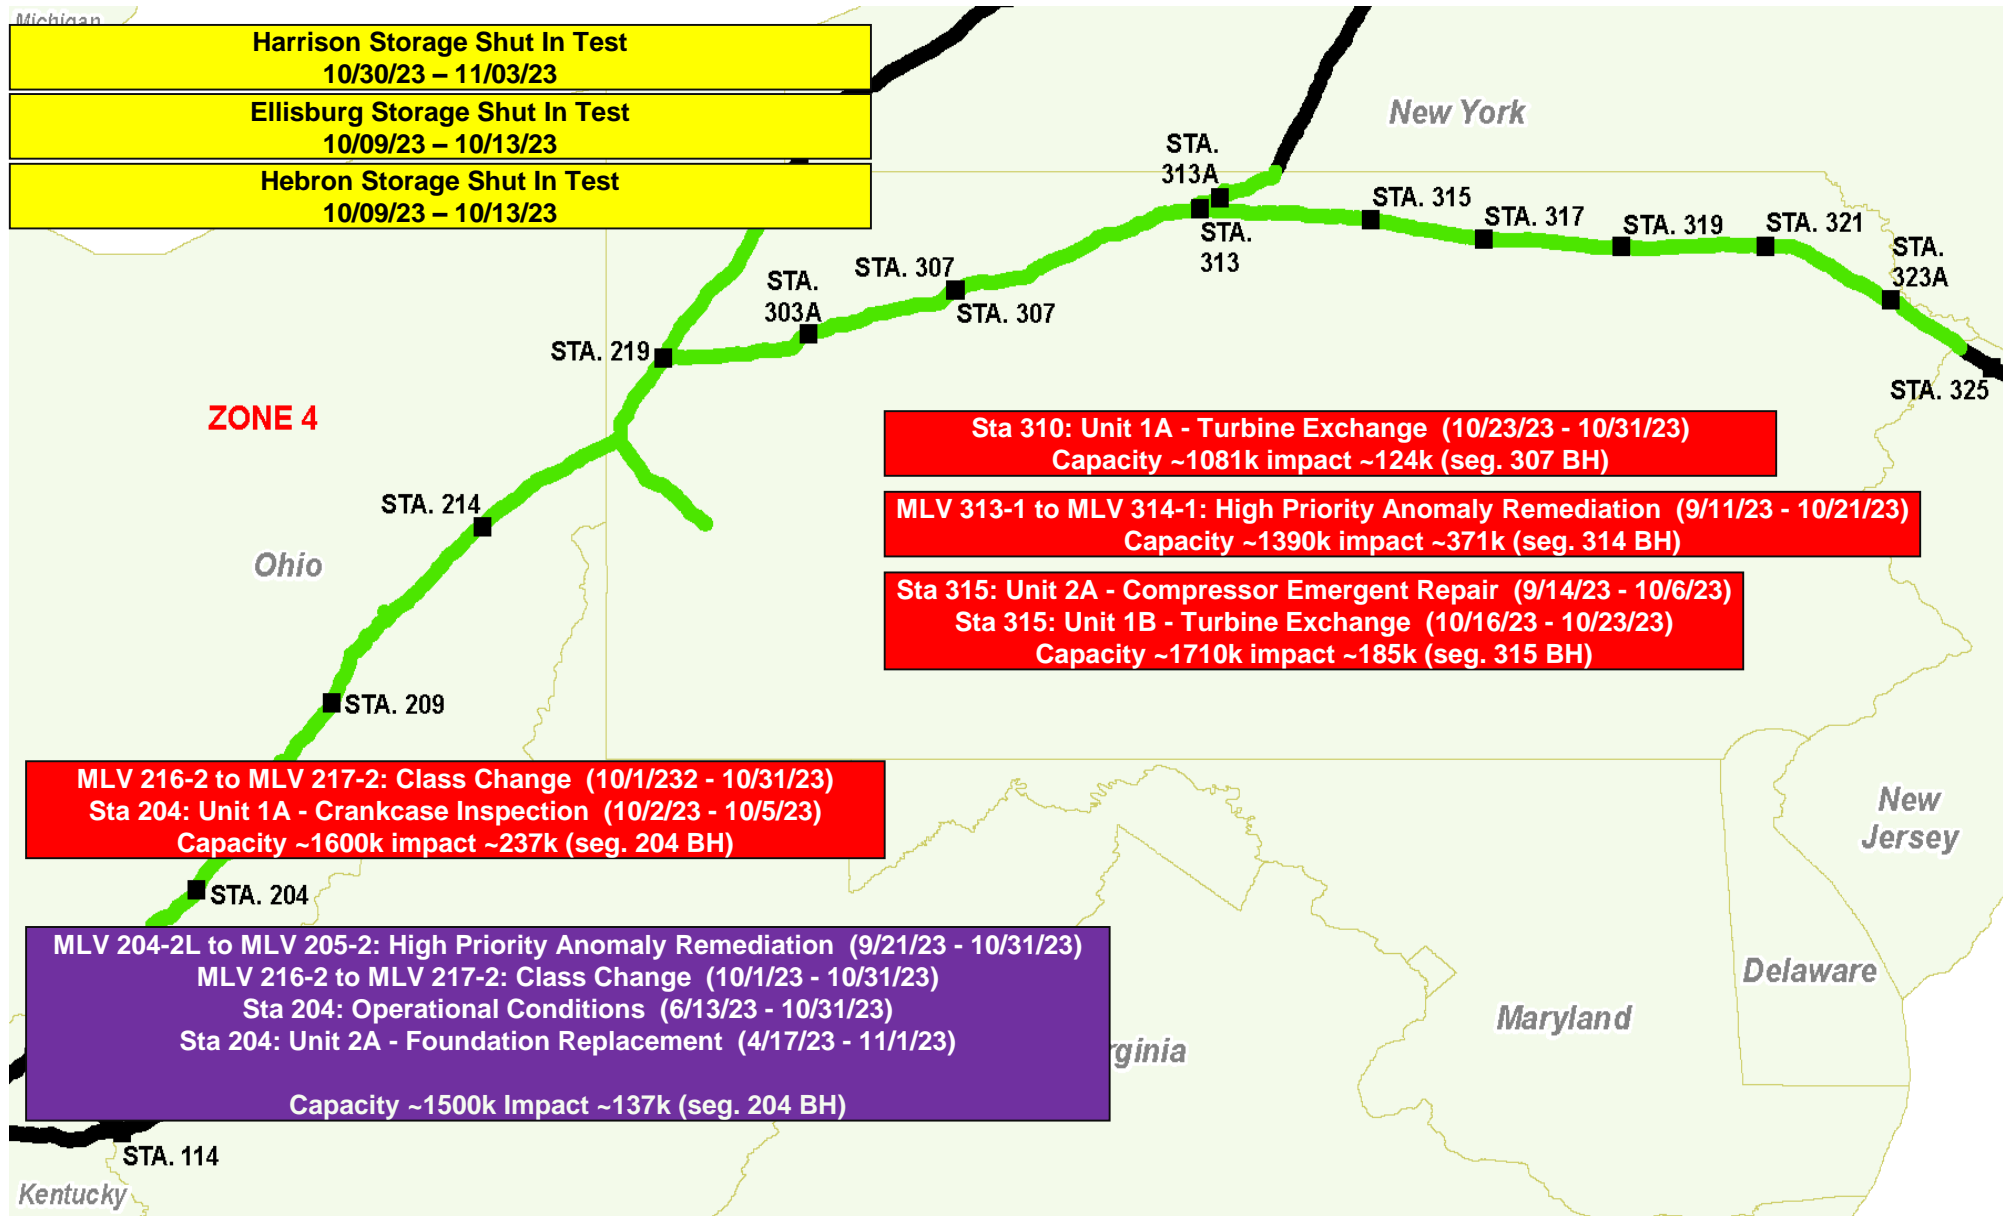 Michigan
Harrison Storage Shut In Test
10/30/23 – 11/03/23
Ellisburg Storage Shut In Test
10/09/23 – 10/13/23
Hebron Storage Shut In Test
10/09/23 – 10/13/23
New York
STA.
313A
STA. 315
STA. 317
STA. 319
STA. 321
STA.
323A
STA.
313
STA. 307
STA. 307
STA.
303A
STA. 219
STA. 325
ZONE 4
Sta 310: Unit 1A - Turbine Exchange (10/23/23 - 10/31/23)
Capacity ~1081k impact ~124k (seg. 307 BH)
MLV 313-1 to MLV 314-1: High Priority Anomaly Remediation (9/11/23 - 10/21/23)
Capacity ~1390k impact ~371k (seg. 314 BH)
Sta 315: Unit 2A - Compressor Emergent Repair (9/14/23 - 10/6/23)
Sta 315: Unit 1B - Turbine Exchange (10/16/23 - 10/23/23)
Capacity ~1710k impact ~185k (seg. 315 BH)
STA. 214
Ohio
STA. 209
MLV 216-2 to MLV 217-2: Class Change (10/1/232 - 10/31/23)
Sta 204: Unit 1A - Crankcase Inspection (10/2/23 - 10/5/23)
Capacity ~1600k impact ~237k (seg. 204 BH)
New
Jersey
STA. 204
MLV 204-2L to MLV 205-2: High Priority Anomaly Remediation (9/21/23 - 10/31/23)
MLV 216-2 to MLV 217-2: Class Change (10/1/23 - 10/31/23)
Sta 204: Operational Conditions (6/13/23 - 10/31/23)
Sta 204: Unit 2A - Foundation Replacement (4/17/23 - 11/1/23)
Capacity ~1500k Impact ~137k (seg. 204 BH)
Delaware
Maryland
rginia
STA. 114
Kentucky